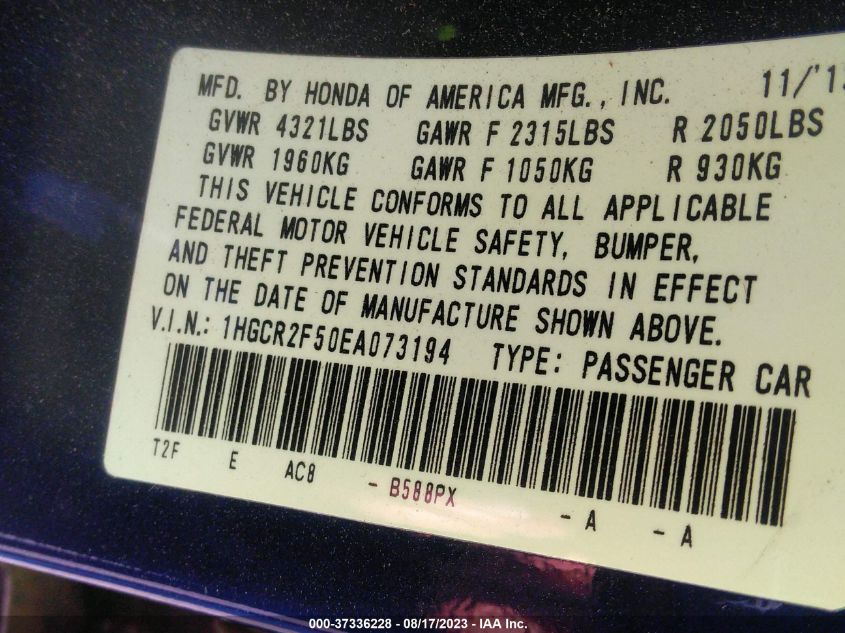 MFD. BY HONDA OF AMERICA MFG., INC. 11/'13
GVWR 4321LBS GAWR F 2315LBS R 2050LBS
GVWR 1960KG GAWR F 1050KG R 930KG
THIS VEHICLE CONFORMS TO ALL APPLICABLE
FEDERAL MOTOR VEHICLE SAFETY, BUMPER,
AND THEFT PREVENTION STANDARDS IN EFFECT
ON THE DATE OF MANUFACTURE SHOWN ABOVE.
V.I.N.: 1HGCR2F50EA073194 TYPE: PASSENGER CAR
T2F E AC8 - B588PX - A - A
000-37336228 - 08/17/2023 - IAA Inc.